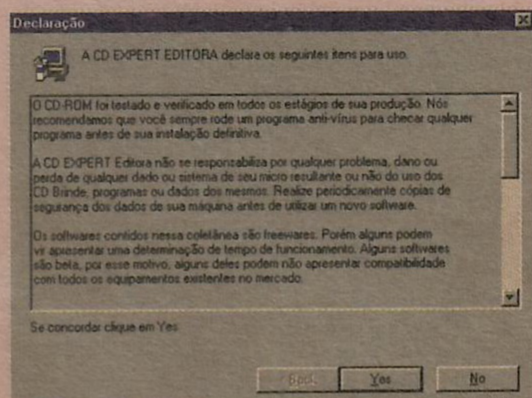 Declaração
A CD EXPERT EDITORA declara os seguintes itens para uso.
O CD-ROM foi testado e verificado em todos os estágios de sua produção. Nós
recomendamos que você sempre rode um programa anti-vírus para checar qualquer
programa antes de sua instalação definitiva.
A CD EXPERT Editora não se responsabiliza por qualquer problema, dano ou
perda de qualquer dado ou sistema de seu micro resultante ou não do uso dos
CD Brinde, programas ou dados dos mesmos. Realize periodicamente cópias de
segurança dos dados de sua máquina antes de utilizar um novo software.
Os softwares contidos nessa coletânea são freewares. Porém alguns podem
vir apresentar uma determinação de tempo de funcionamento. Alguns softwares
são beta, por esse motivo, alguns deles podem não apresentar compatibilidade
com todos os equipamentos existentes no mercado.
Se concordar clique em Yes
Yes No